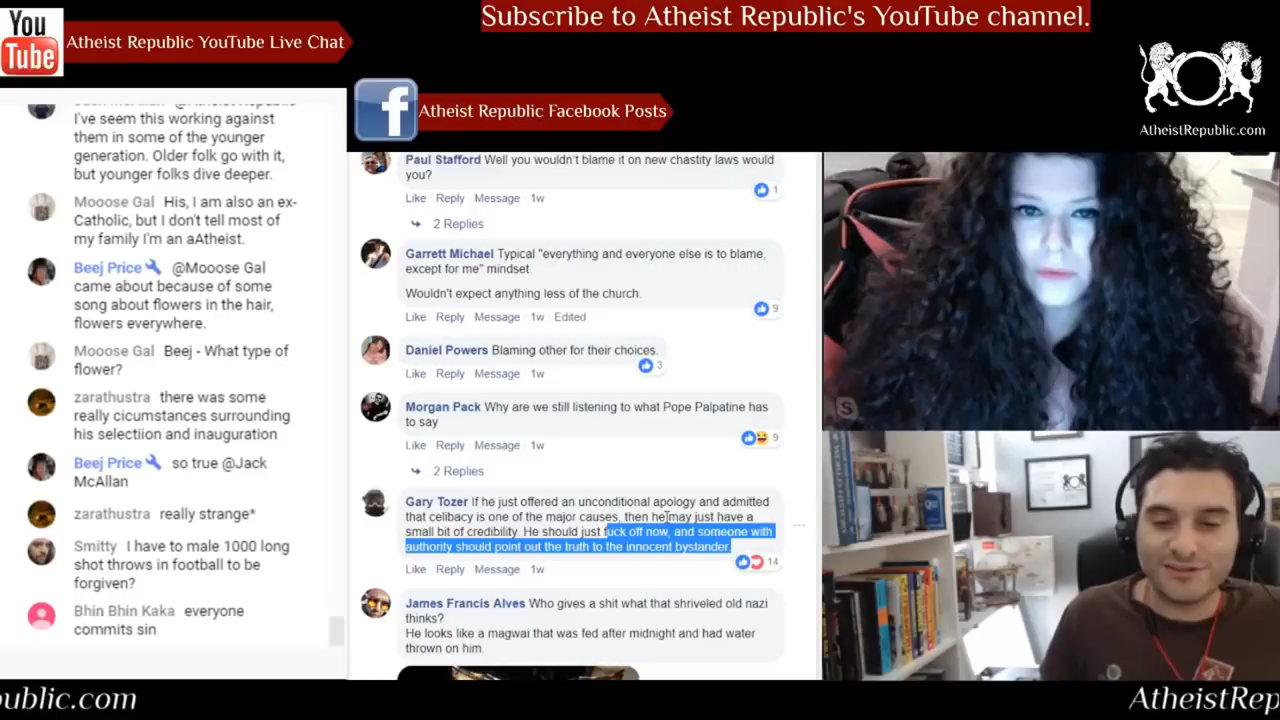 Subscribe to Atheist Republic's YouTube channel.
You
Tube
Atheist Republic YouTube Live Chat
AtheistRepublic.com
f
Atheist Republic Facebook Posts
I've seem this working against
them in some of the younger
generation. Older folk go with it,
but younger folks dive deeper.
Mooose Gal His, I am also an ex-
Catholic, but I don't tell most of
my family I'm an aAtheist.
Beej Price @Mooose Gal
came about because of some
song about flowers in the hair,
flowers everywhere.
Mooose Gal Beej - What type of
flower?
zarathustra there was some
really cicumstances surrounding
his selectiion and inauguration
Beej Price so true @Jack
McAllan
zarathustra really strange*
Smitty I have to male 1000 long
shot throws in football to be
forgiven?
Bhin Bhin Kaka everyone
commits sin
Paul Stafford Well you wouldn't blame it on new chastity laws would
you?
1
Like Reply Message 1w
2 Replies
Garrett Michael Typical "everything and everyone else is to blame,
except for me" mindset.
Wouldn't expect anything less of the church.
9
Like Reply Message 1w · Edited
Daniel Powers Blaming other for their choices.
3
Like Reply Message 1w
Morgan Pack Why are we still listening to what Pope Palpatine has
to say
9
Like Reply Message 1w
2 Replies
Gary Tozer If he just offered an unconditional apology and admitted
that celibacy is one of the major causes, then he may just have a
small bit of credibility. He should just fuck off now, and someone with
authority should point out the truth to the innocent bystander.
14
Like Reply Message 1w
James Francis Alves Who gives a shit what that shriveled old nazi
thinks?
He looks like a magwai that was fed after midnight and had water
thrown on him.
public.com
AtheistRep